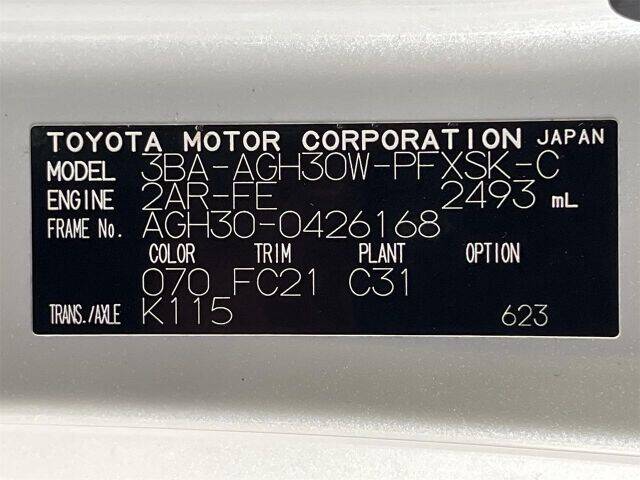 TOYOTA MOTOR CORPORATION JAPAN
MODEL 3BA-AGH30W-PFXSK-C
ENGINE 2AR-FE 2493 mL
FRAME No. AGH30-0426168
COLOR TRIM PLANT OPTION
070 FC21 C31
TRANS./AXLE K115 623